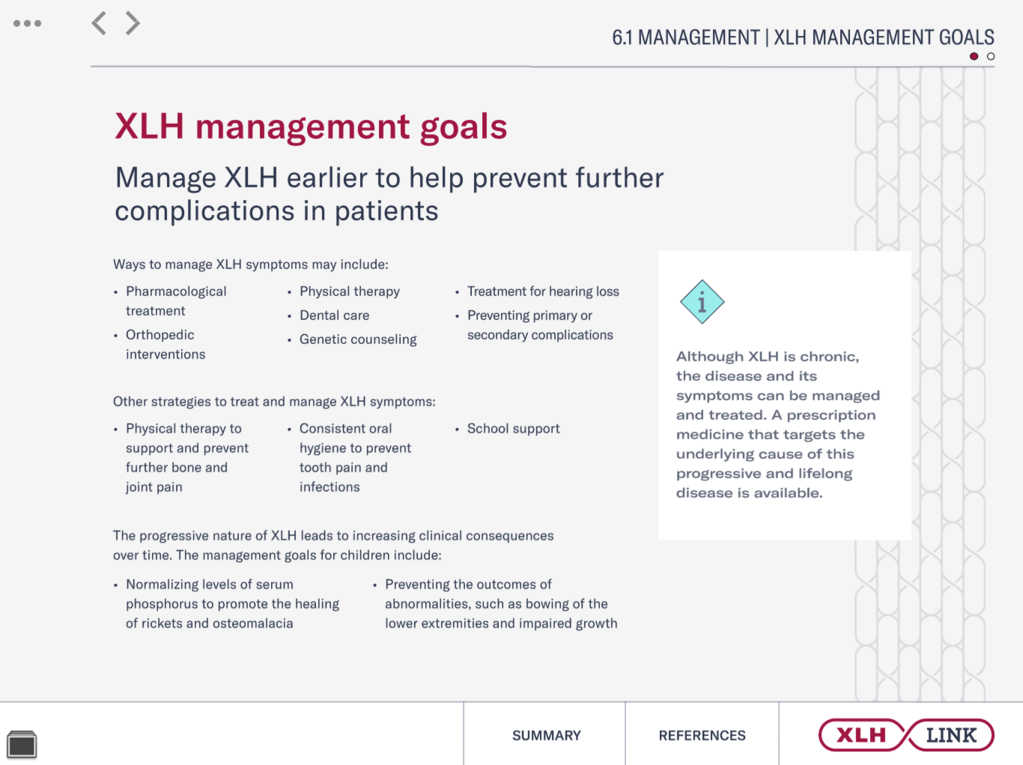 6.1 MANAGEMENT | XLH MANAGEMENT GOALS
XLH management goals
Manage XLH earlier to help prevent further
complications in patients
Ways to manage XLH symptoms may include:
• Pharmacological
treatment
• Orthopedic
interventions
• Physical therapy
• Dental care
• Genetic counseling
• Treatment for hearing loss
• Preventing primary or
secondary complications
Other strategies to treat and manage XLH symptoms:
• Physical therapy to
support and prevent
further bone and
joint pain
• Consistent oral
hygiene to prevent
tooth pain and
infections
• School support
The progressive nature of XLH leads to increasing clinical consequences
over time. The management goals for children include:
• Normalizing levels of serum
phosphorus to promote the healing
of rickets and osteomalacia
• Preventing the outcomes of
abnormalities, such as bowing of the
lower extremities and impaired growth
i
Although XLH is chronic,
the disease and its
symptoms can be managed
and treated. A prescription
medicine that targets the
underlying cause of this
progressive and lifelong
disease is available.
SUMMARY
REFERENCES
XLH LINK